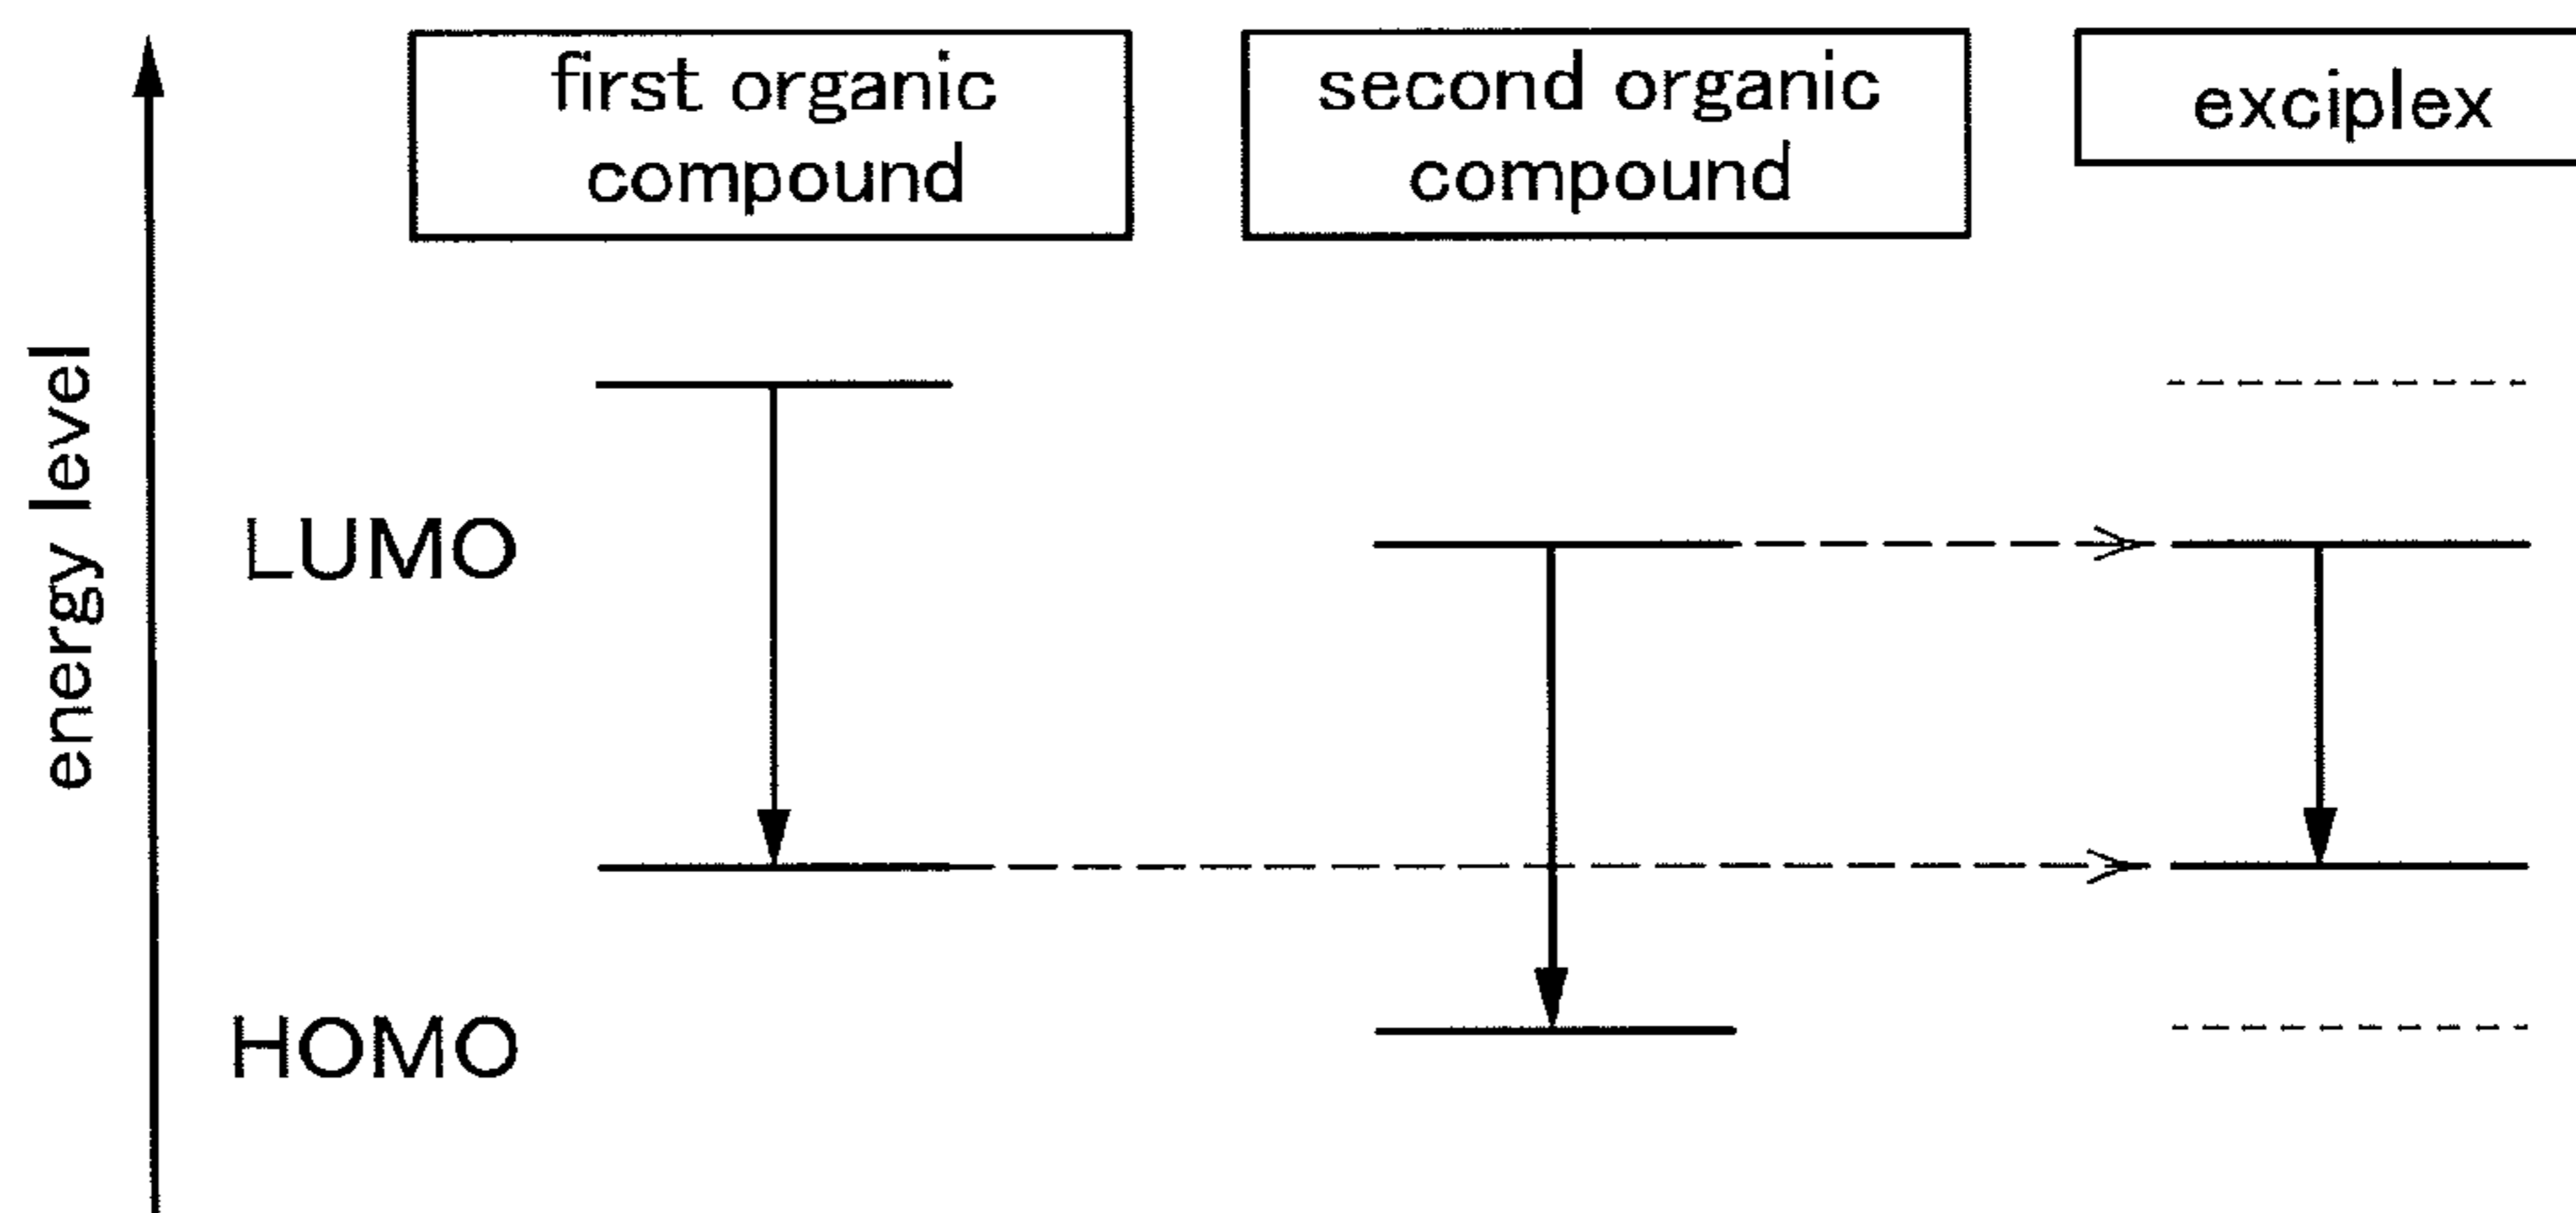 first organic
compound
second organic
compound
exciplex
energy level
LUMO
HOMO